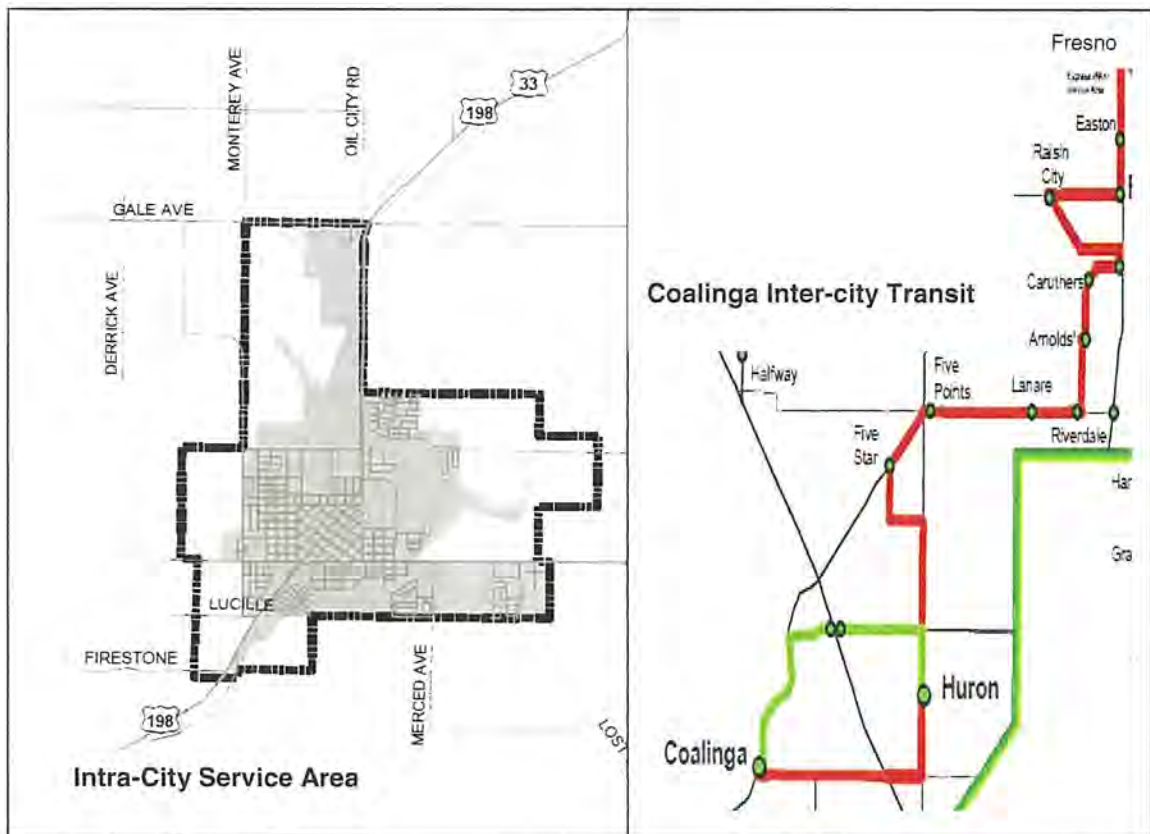 MONTEREY AVE
OIL CITY RD
33
198
GALE AVE
DERRICK AVE
LUCILLE
FIRESTONE
MERCED AVE
198
LOST
Intra-City Service Area
Fresno
Easton
Raisin
City
Coalinga Inter-city Transit
Caruthers
Arnolds'
Halfway
Five
Points
Lanare
Five
Star
Riverdale
Har
Gra
Huron
Coalinga